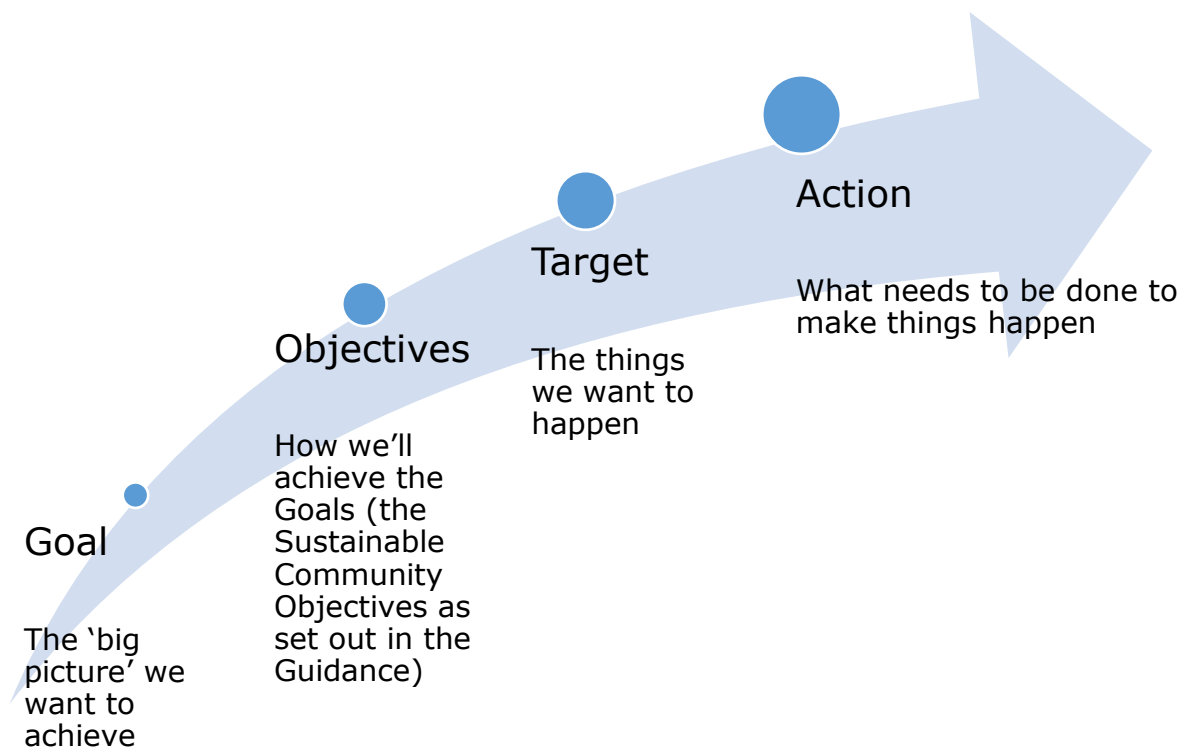 Goal
The ‘big
picture’ we
want to
achieve
Objectives
How we’ll
achieve the
Goals (the
Sustainable
Community
Objectives as
set out in the
Guidance)
Target
The things
we want to
happen
Action
What needs to be done to
make things happen